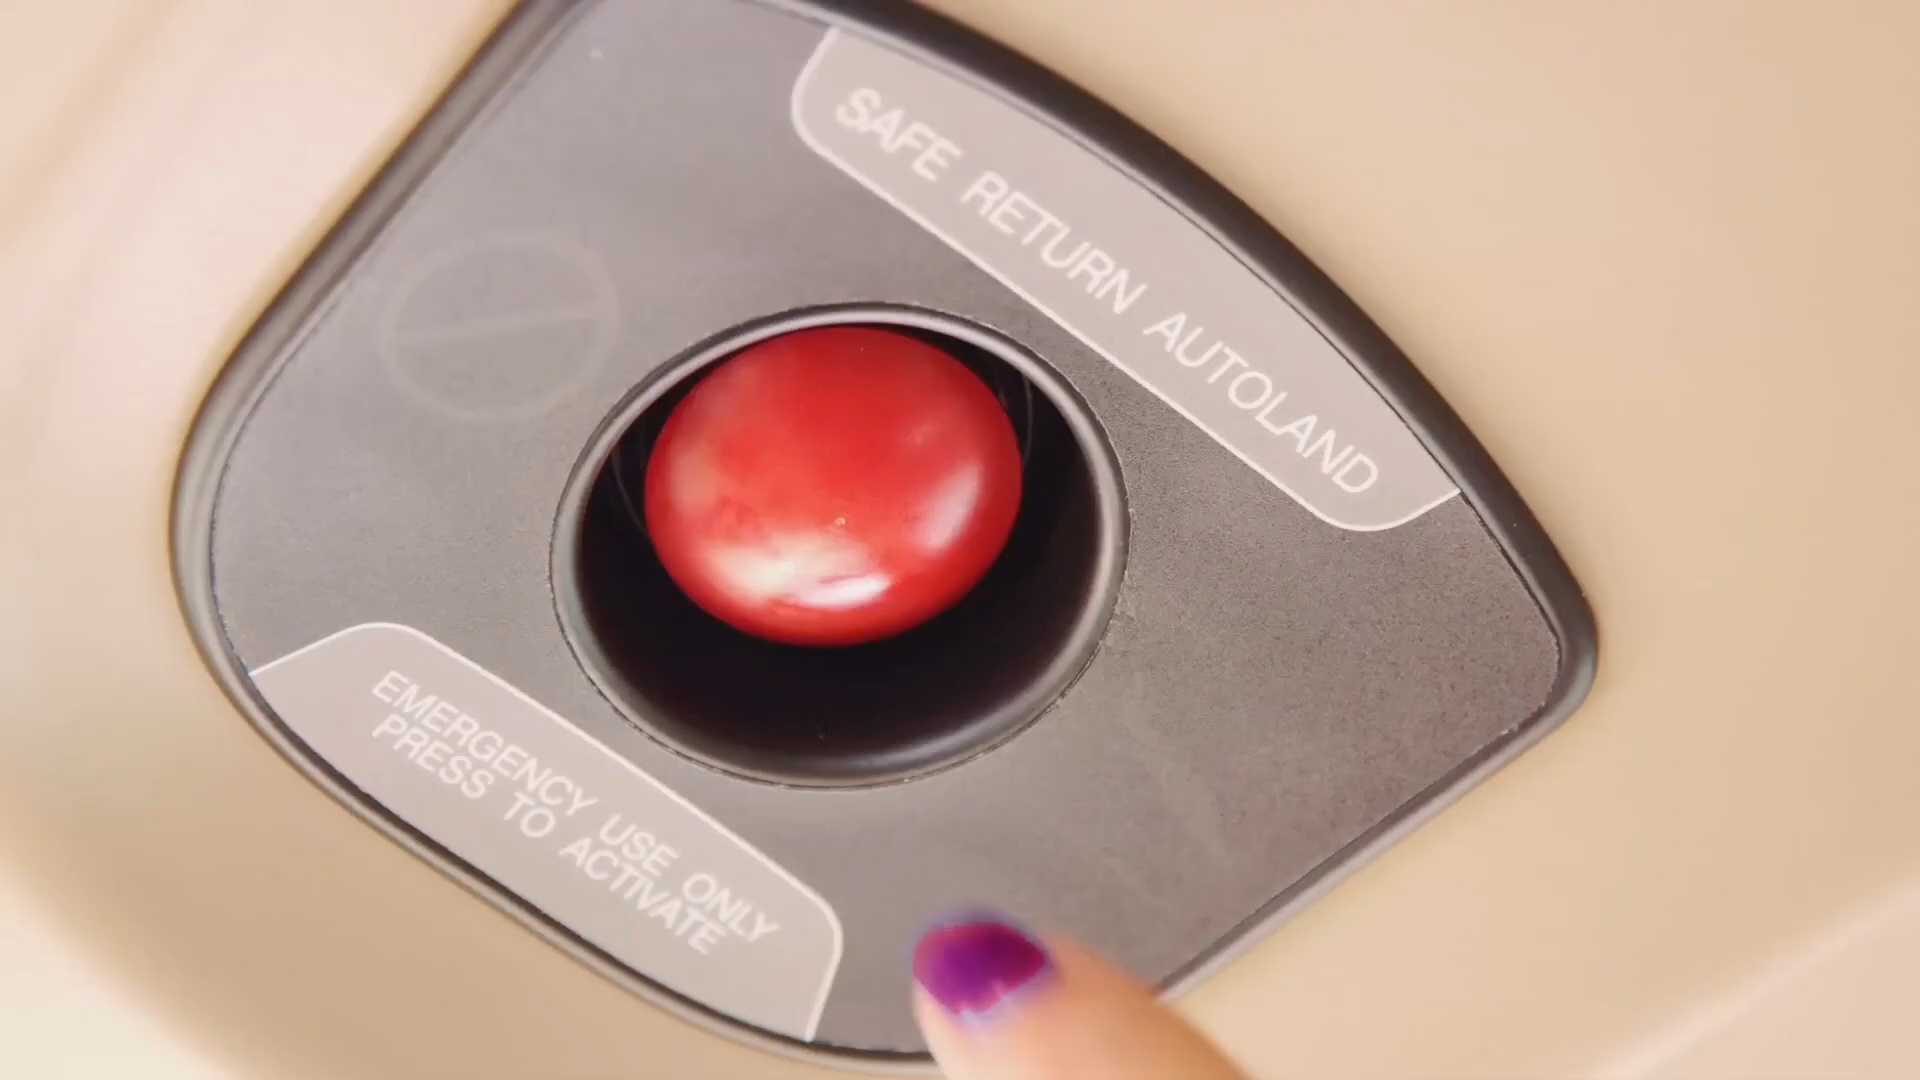 SAFE RETURN AUTOLAND
EMERGENCY USE ONLY
PRESS TO ACTIVATE